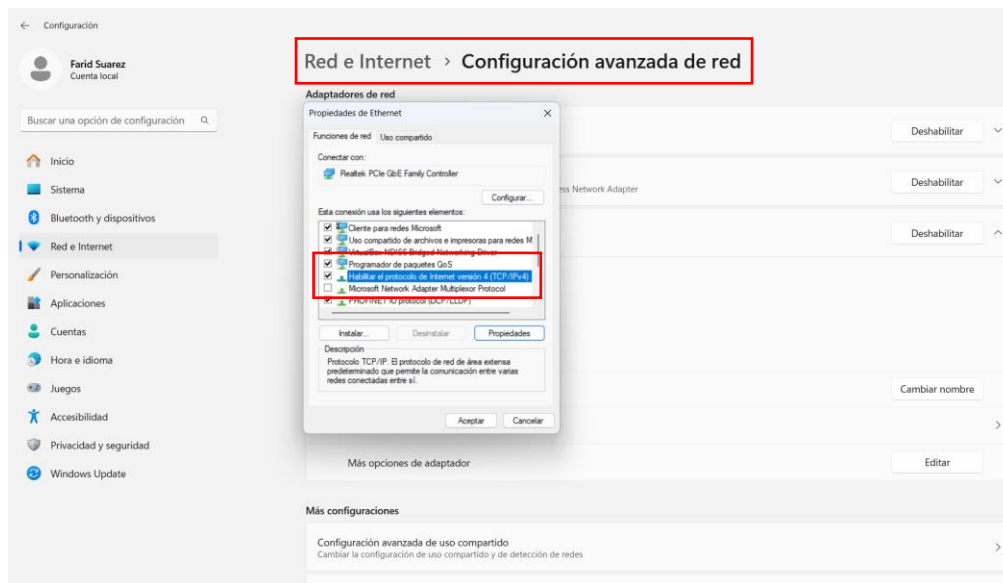 Configuración
Farid Suarez
Cuenta local
Buscar una opción de configuración
Inicio
Sistema
Bluetooth y dispositivos
Red e Internet
Personalización
Aplicaciones
Cuentas
Hora e idioma
Juegos
Accesibilidad
Privacidad y seguridad
Windows Update
Red e Internet > Configuración avanzada de red
Adaptadores de red
Propiedades de Ethernet
Funciones de red Uso compartido
Conectar con:
Realtek PCIe GbE Family Controller
Configurar...
Esta conexión usa los siguientes elementos:
Cliente para redes Microsoft
Uso compartido de archivos e impresoras para redes M
VirtualBox NDIS6 Bridged Networking Driver
Programador de paquetes QoS
Habilitar el protocolo de Internet versión 4 (TCP/IPv4)
Microsoft Network Adapter Multiplexor Protocol
PROFINET IO protocol (DCP/LLDP)
Instalar... Desinstalar Propiedades
Descripción
Protocolo TCP/IP. El protocolo de red de área extensa
predeterminado que permite la comunicación entre varias
redes conectadas entre sí.
Aceptar Cancelar
Deshabilitar
ess Network Adapter
Deshabilitar
Deshabilitar
Cambiar nombre
Más opciones de adaptador
Editar
Más configuraciones
Configuración avanzada de uso compartido
Cambiar la configuración de uso compartido y de detección de redes